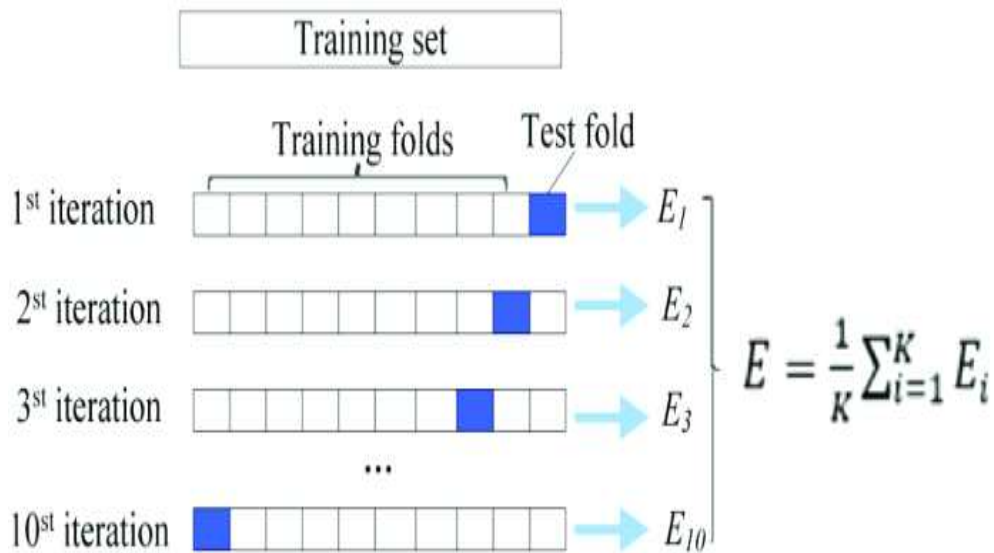 Training set
Training folds
Test fold
1st iteration
E1
2st iteration
E2
3st iteration
E3
...
10st iteration
E10
E = 1/K ∑_{i=1}^{K} E_i